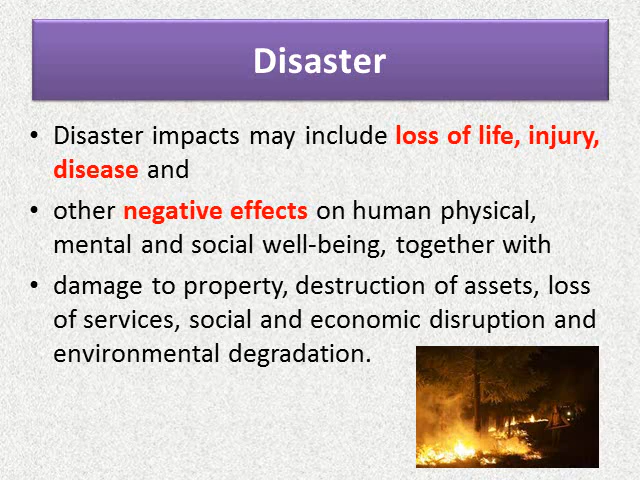 Disaster
• Disaster impacts may include loss of life, injury,
disease and
• other negative effects on human physical,
mental and social well-being, together with
• damage to property, destruction of assets, loss
of services, social and economic disruption and
environmental degradation.